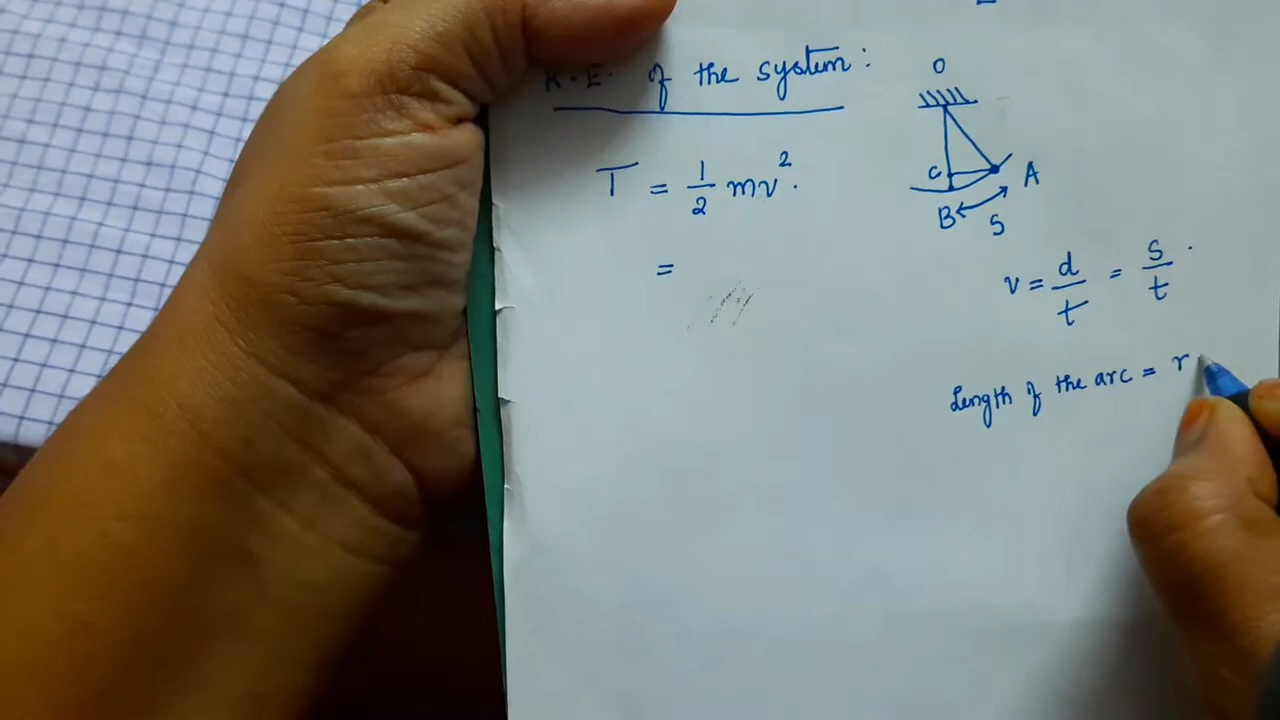 K.E. of the system:
O
T = 1/2 mv².
C
A
B
S
v = d/t = s/t .
=
Length of the arc = r